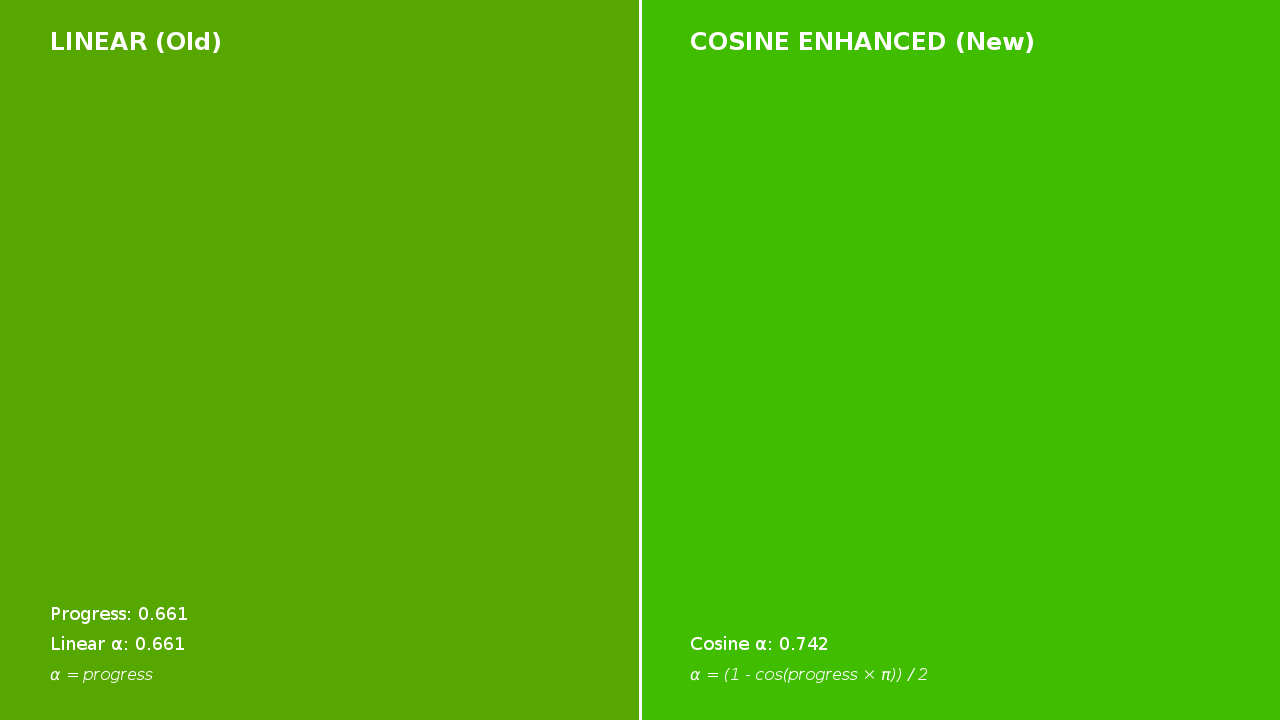 LINEAR (Old)
Progress: 0.661
Linear α: 0.661
α = progress
COSINE ENHANCED (New)
Cosine α: 0.742
α = (1 - cos(progress × π)) / 2